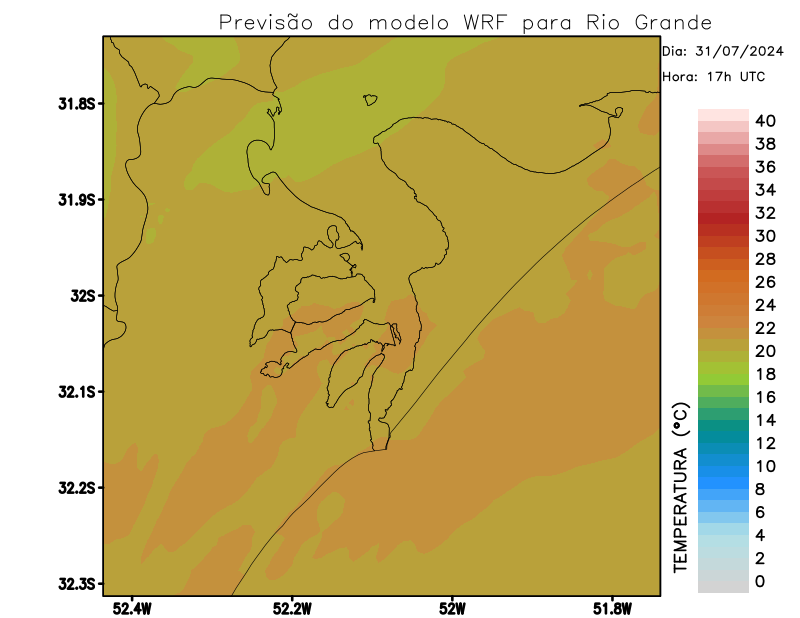 Previsão do modelo WRF para Rio Grande
Dia: 31/07/2024
Hora: 17h UTC
31.8S
31.9S
32S
32.1S
32.2S
32.3S
52.4W
52.2W
52W
51.8W
40
38
36
34
32
30
28
26
24
22
20
18
16
14
12
10
8
6
4
2
0
TEMPERATURA (°C)